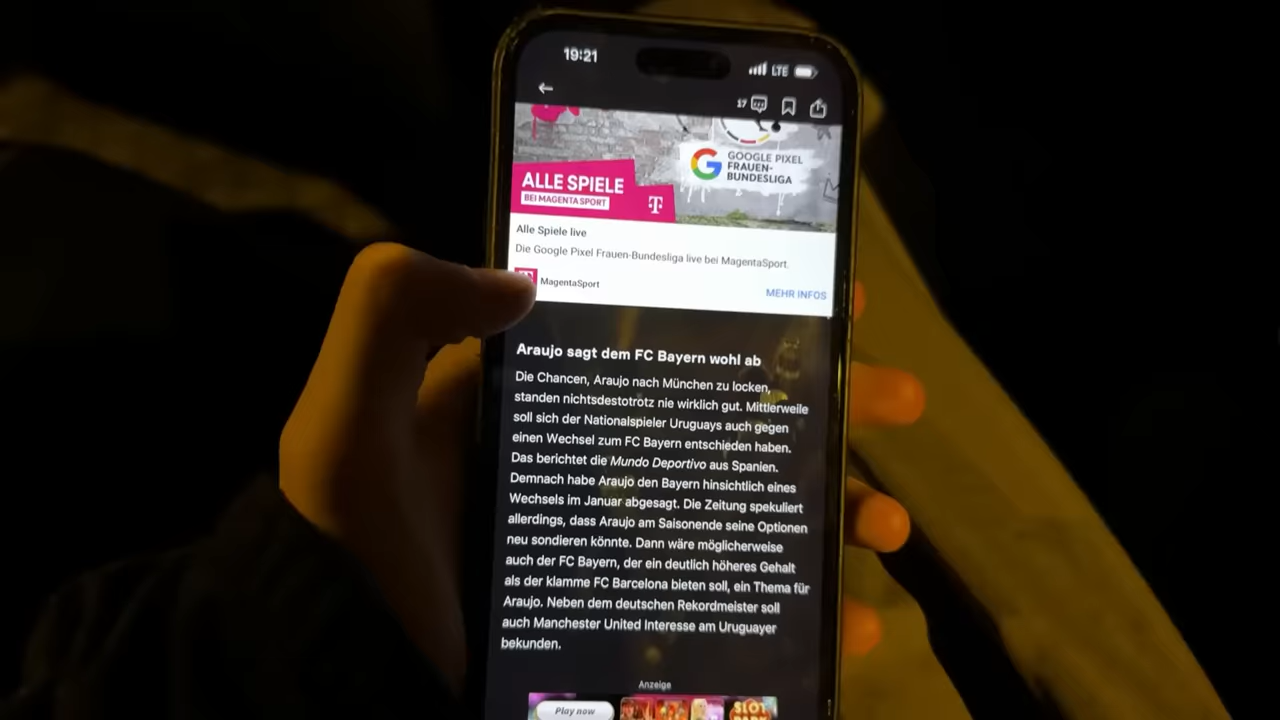 19:21
LTE
17
GOOGLE PIXEL
FRAUEN-
BUNDESLIGA
ALLE SPIELE
BEI MAGENTA SPORT
T
Alle Spiele live
Die Google Pixel Frauen-Bundesliga live bei MagentaSport.
MagentaSport
MEHR INFOS
Araujo sagt dem FC Bayern wohl ab
Die Chancen, Araujo nach München zu locken,
standen nichtsdestotrotz nie wirklich gut. Mittlerweile
soll sich der Nationalspieler Uruguays auch gegen
einen Wechsel zum FC Bayern entschieden haben.
Das berichtet die Mundo Deportivo aus Spanien.
Demnach habe Araujo den Bayern hinsichtlich eines
Wechsels im Januar abgesagt. Die Zeitung spekuliert
allerdings, dass Araujo am Saisonende seine Optionen
neu sondieren könnte. Dann wäre möglicherweise
auch der FC Bayern, der ein deutlich höheres Gehalt
als der klamme FC Barcelona bieten soll, ein Thema für
Araujo. Neben dem deutschen Rekordmeister soll
auch Manchester United Interesse am Uruguayer
bekunden.
Anzeige
Play now
SLOT
PARK